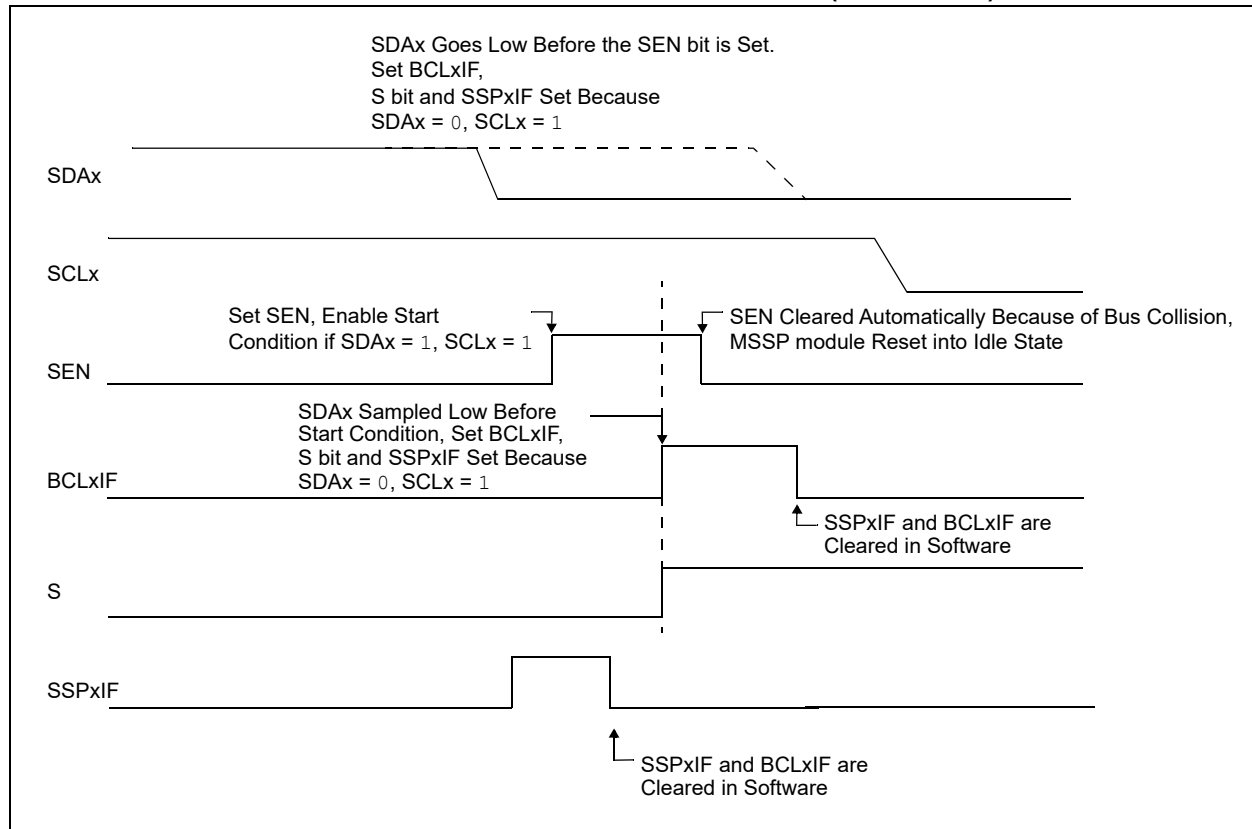 SDAx Goes Low Before the SEN bit is Set.
Set BCLxIF,
S bit and SSPxIF Set Because
SDAx = 0, SCLx = 1
SDAx
SCLx
Set SEN, Enable Start
Condition if SDAx = 1, SCLx = 1
SEN Cleared Automatically Because of Bus Collision,
MSSP module Reset into Idle State
SEN
SDAx Sampled Low Before
Start Condition, Set BCLxIF,
S bit and SSPxIF Set Because
SDAx = 0, SCLx = 1
BCLxIF
SSPxIF and BCLxIF are
Cleared in Software
S
SSPxIF
SSPxIF and BCLxIF are
Cleared in Software